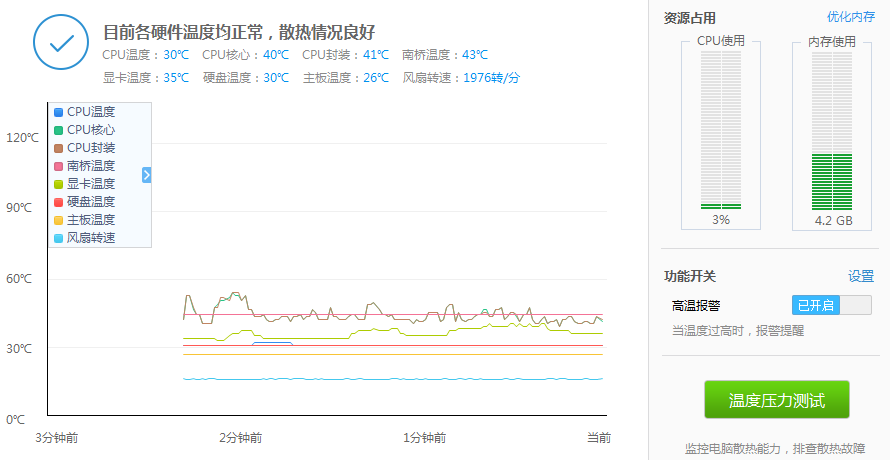 目前各硬件温度均正常，散热情况良好
CPU温度：30℃ CPU核心：40℃ CPU封装：41℃ 南桥温度：43℃
显卡温度：35℃ 硬盘温度：30℃ 主板温度：26℃ 风扇转速：1976转/分
CPU温度
CPU核心
CPU封装
南桥温度
显卡温度
硬盘温度
主板温度
风扇转速
120℃
90℃
60℃
30℃
0℃
3分钟前 2分钟前 1分钟前 当前
资源占用 优化内存
CPU使用 内存使用
3% 4.2 GB
功能开关 设置
高温报警 已开启
当温度过高时，报警提醒
温度压力测试
监控电脑散热能力，排查散热故障